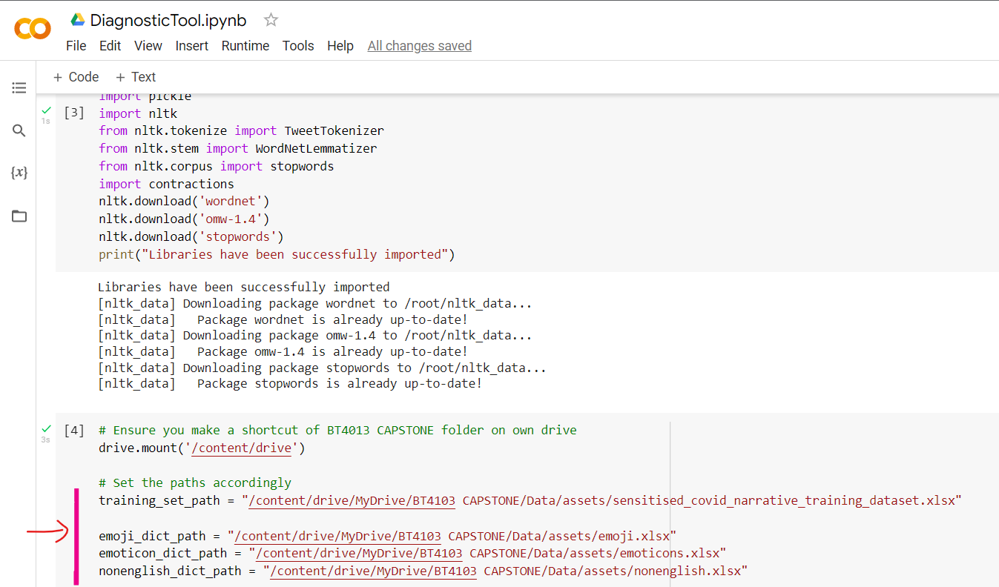 DiagnosticTool.ipynb
File Edit View Insert Runtime Tools Help All changes saved
+ Code + Text
import pickle
[3] import nltk
1s
from nltk.tokenize import TweetTokenizer
from nltk.stem import WordNetLemmatizer
from nltk.corpus import stopwords
import contractions
nltk.download('wordnet')
nltk.download('omw-1.4')
nltk.download('stopwords')
print("Libraries have been successfully imported")
Libraries have been successfully imported
[nltk_data] Downloading package wordnet to /root/nltk_data...
[nltk_data]   Package wordnet is already up-to-date!
[nltk_data] Downloading package omw-1.4 to /root/nltk_data...
[nltk_data]   Package omw-1.4 is already up-to-date!
[nltk_data] Downloading package stopwords to /root/nltk_data...
[nltk_data]   Package stopwords is already up-to-date!
[4] # Ensure you make a shortcut of BT4013 CAPSTONE folder on own drive
3s
drive.mount('/content/drive')
# Set the paths accordingly
training_set_path = "/content/drive/MyDrive/BT4103 CAPSTONE/Data/assets/sensitised_covid_narrative_training_dataset.xlsx"
emoji_dict_path = "/content/drive/MyDrive/BT4103 CAPSTONE/Data/assets/emoji.xlsx"
emoticon_dict_path = "/content/drive/MyDrive/BT4103 CAPSTONE/Data/assets/emoticons.xlsx"
nonenglish_dict_path = "/content/drive/MyDrive/BT4103 CAPSTONE/Data/assets/nonenglish.xlsx"
{x}